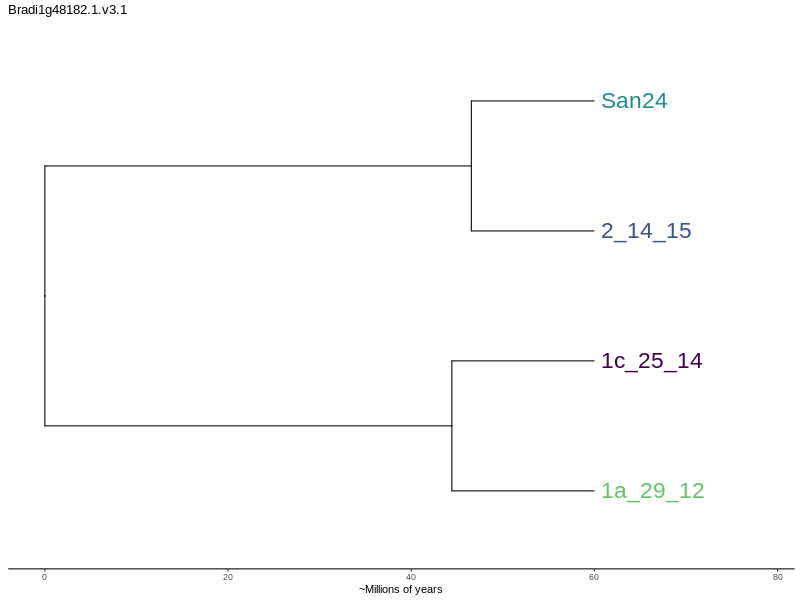 Bradi1g48182.1.v3.1
San24
2_14_15
1c_25_14
1a_29_12
0 20 40 60 80
~Millions of years